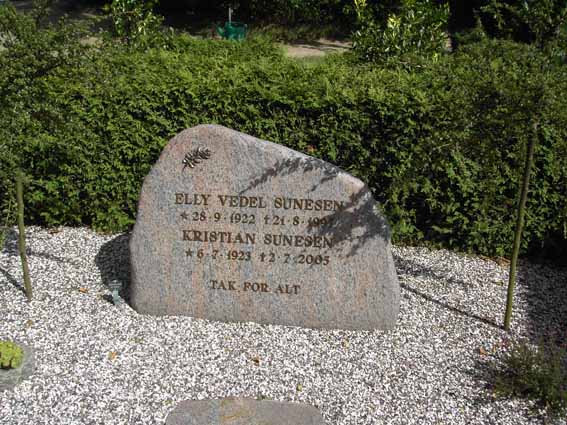 ELLY VEDEL SUNESEN
* 28 · 9 · 1922 † 21 · 8 ·
KRISTIAN SUNESEN
* 6 · 7 · 1923 † 2 · 7 · 2005
TAK FOR ALT